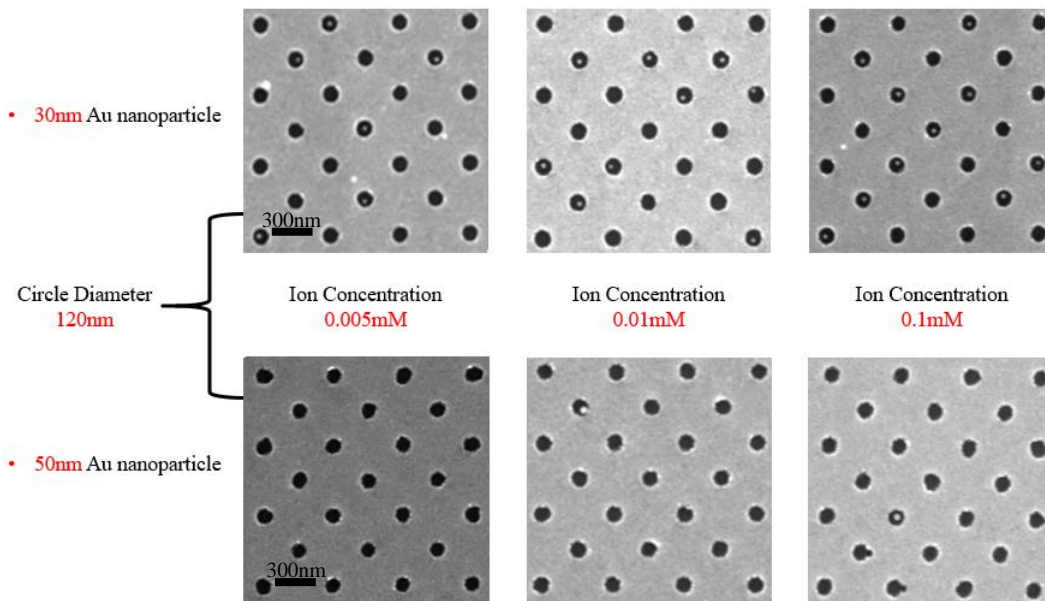 • 30nm Au nanoparticle
300nm
Circle Diameter
120nm
Ion Concentration
0.005mM
Ion Concentration
0.01mM
Ion Concentration
0.1mM
• 50nm Au nanoparticle
300nm